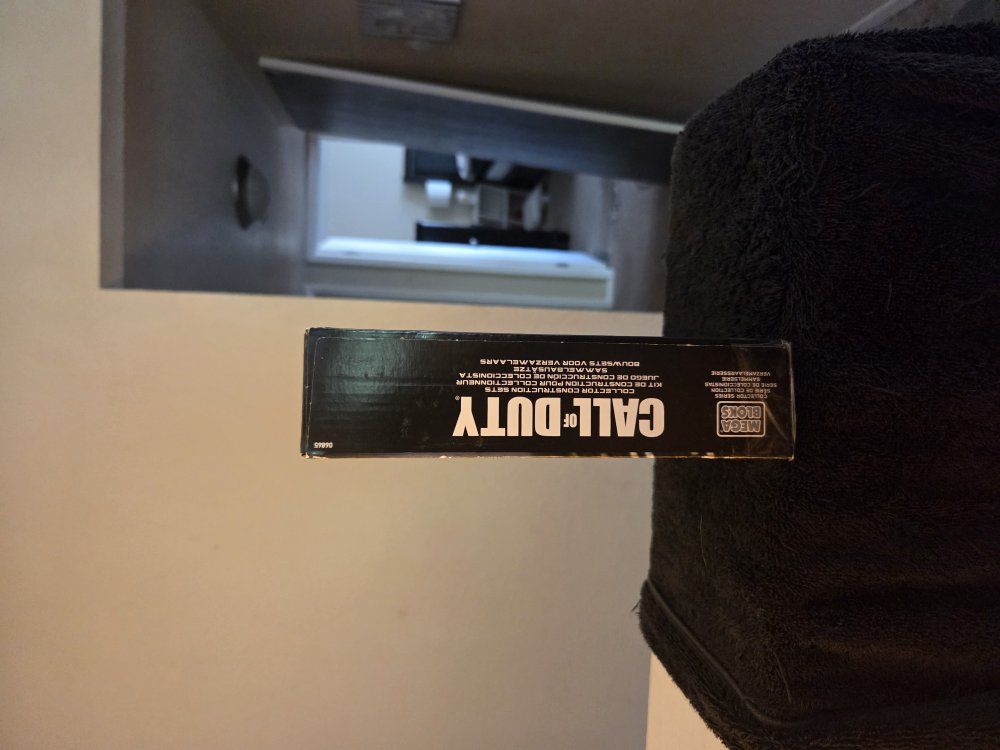 MEGA
BLOKS
COLLECTOR SERIES
SÉRIE DE COLLECTION
SERIE DE COLECCIONISTAS
SAMMELSERIE
VERZAMELAARSSERIE
CALL OF DUTY®
COLLECTOR CONSTRUCTION SETS
KIT DE CONSTRUCTION POUR COLLECTIONNEUR
JUEGO DE CONSTRUCCIÓN DE COLECCIONISTA
SAMMELBAUSÄTZE
BOUWSETS VOOR VERZAMELAARS
06865